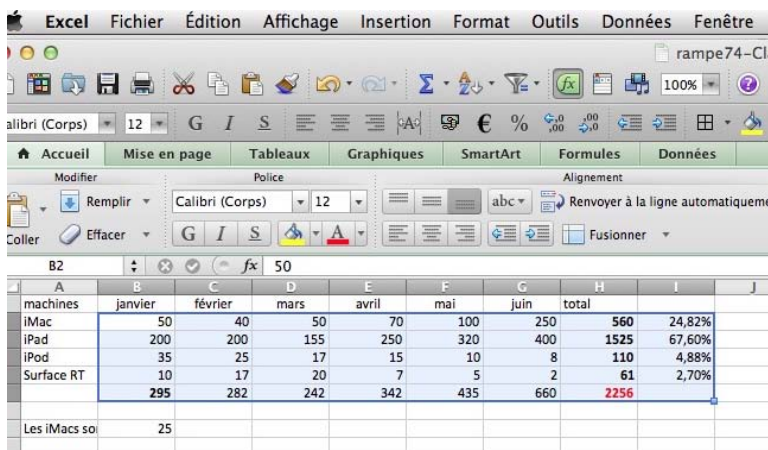 Excel Fichier Édition Affichage Insertion Format Outils Données Fenêtre
rampe74-Cl
100%
alibri (Corps) 12 G I S € %
Accueil Mise en page Tableaux Graphiques SmartArt Formules Données
Modifier Police Alignement
Remplir Calibri (Corps) 12 abc Renvoyer à la ligne automatiqueme
Coller Effacer G I S A Fusionner
B2 fx 50
A B C D E F G H I J
machines janvier février mars avril mai juin total
iMac 50 40 50 70 100 250 560 24,82%
iPad 200 200 155 250 320 400 1525 67,60%
iPod 35 25 17 15 10 8 110 4,88%
Surface RT 10 17 20 7 5 2 61 2,70%
295 282 242 342 435 660 2256
Les iMacs so 25